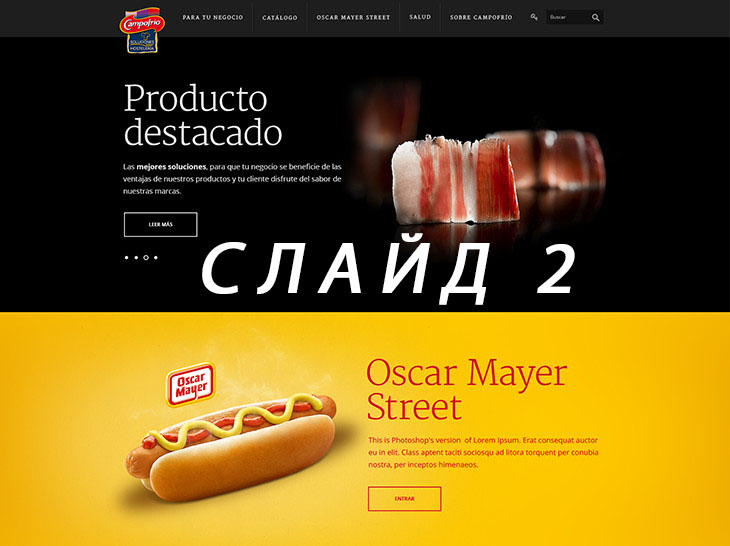 Campofrío
SOLUCIONES
HOSTELERÍA
PARA TU NEGOCIO
CATÁLOGO
OSCAR MAYER STREET
SALUD
SOBRE CAMPOFRÍO
Buscar
Producto
destacado
Las mejores soluciones, para que tu negocio se beneficie de las
ventajas de nuestros productos y tu cliente disfrute del sabor de
nuestras marcas.
LEER MÁS
СЛАЙД 2
Oscar
Mayer
Oscar Mayer
Street
This is Photoshop's version of Lorem Ipsum. Erat consequat auctor
eu in elit. Class aptent taciti sociosqu ad litora torquent per conubia
nostra, per inceptos himenaeos.
ENTRAR